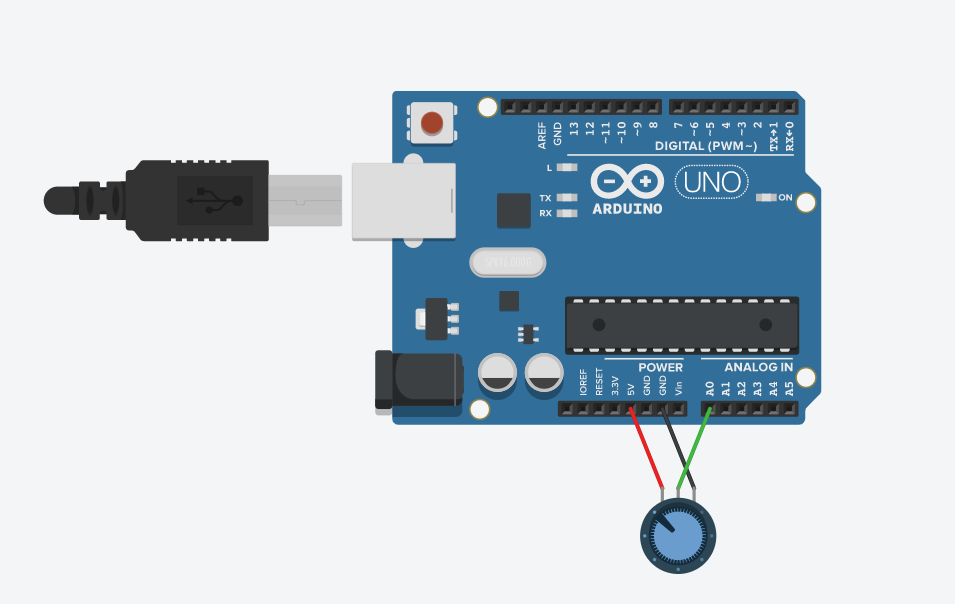 AREF
GND
13
12
~11
~10
~9
8
7
~6
~5
4
~3
2
TX→1
RX←0
DIGITAL (PWM~)
L
TX
RX
UNO
ARDUINO
ON
POWER
ANALOG IN
IOREF
RESET
3.3V
5V
GND
GND
Vin
A0
A1
A2
A3
A4
A5